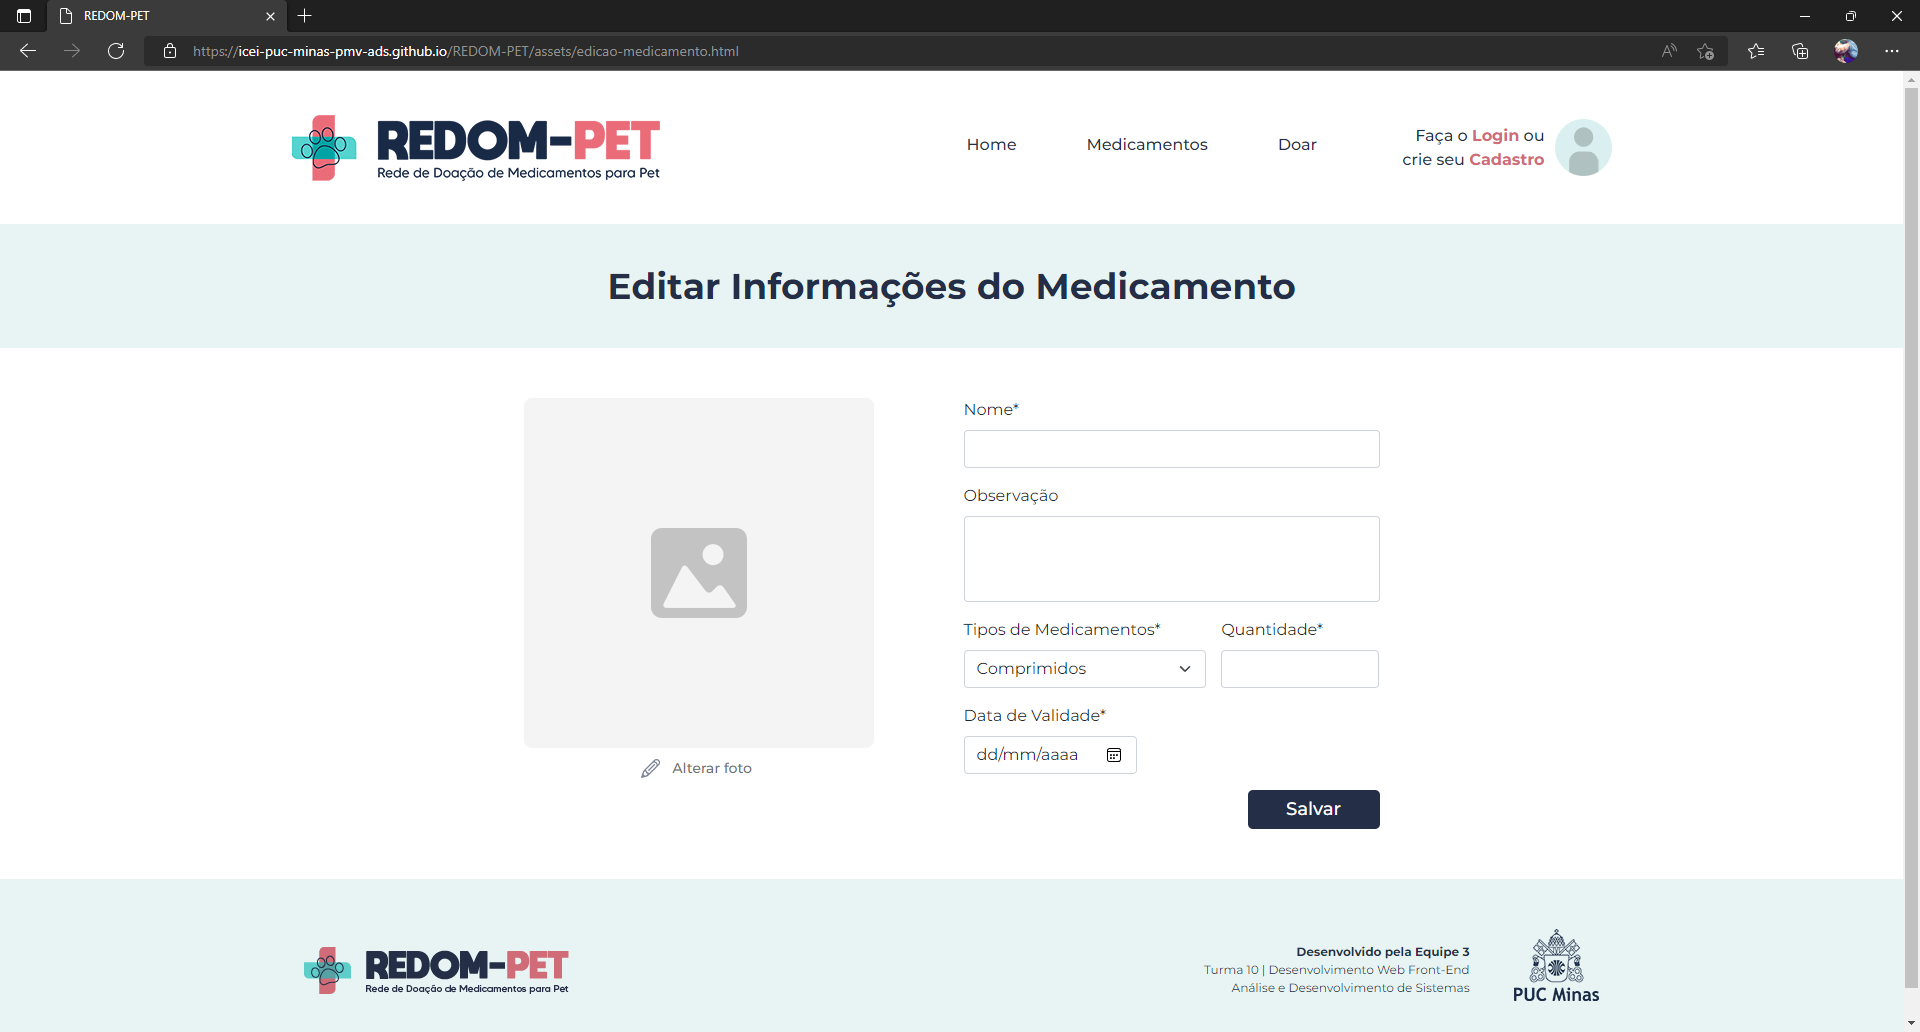 REDOM-PET
https://icei-puc-minas-pmv-ads.github.io/REDOM-PET/assets/edicao-medicamento.html
REDOM-PET
Rede de Doação de Medicamentos para Pet
Home
Medicamentos
Doar
Faça o Login ou
crie seu Cadastro
Editar Informações do Medicamento
Nome*
Observação
Tipos de Medicamentos*
Quantidade*
Comprimidos
Data de Validade*
dd/mm/aaaa
Alterar foto
Salvar
REDOM-PET
Rede de Doação de Medicamentos para Pet
Desenvolvido pela Equipe 3
Turma 10 | Desenvolvimento Web Front-End
Análise e Desenvolvimento de Sistemas
PUC Minas